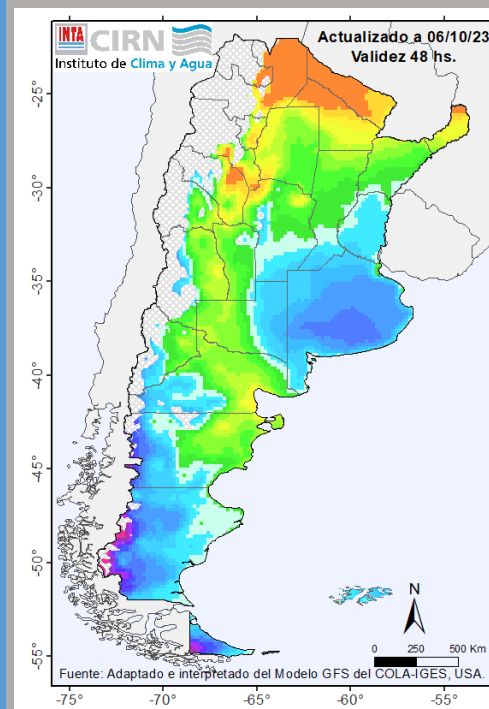 INTA CIRN
Instituto de Clima y Agua
Actualizado a 06/10/23
Validez 48 hs.
-25°
-30°
-35°
-40°
-45°
-50°
-55°
N
0 250 500 Km
Fuente: Adaptado e interpretado del Modelo GFS del COLA-IGES, USA.
-75° -70° -65° -60° -55°